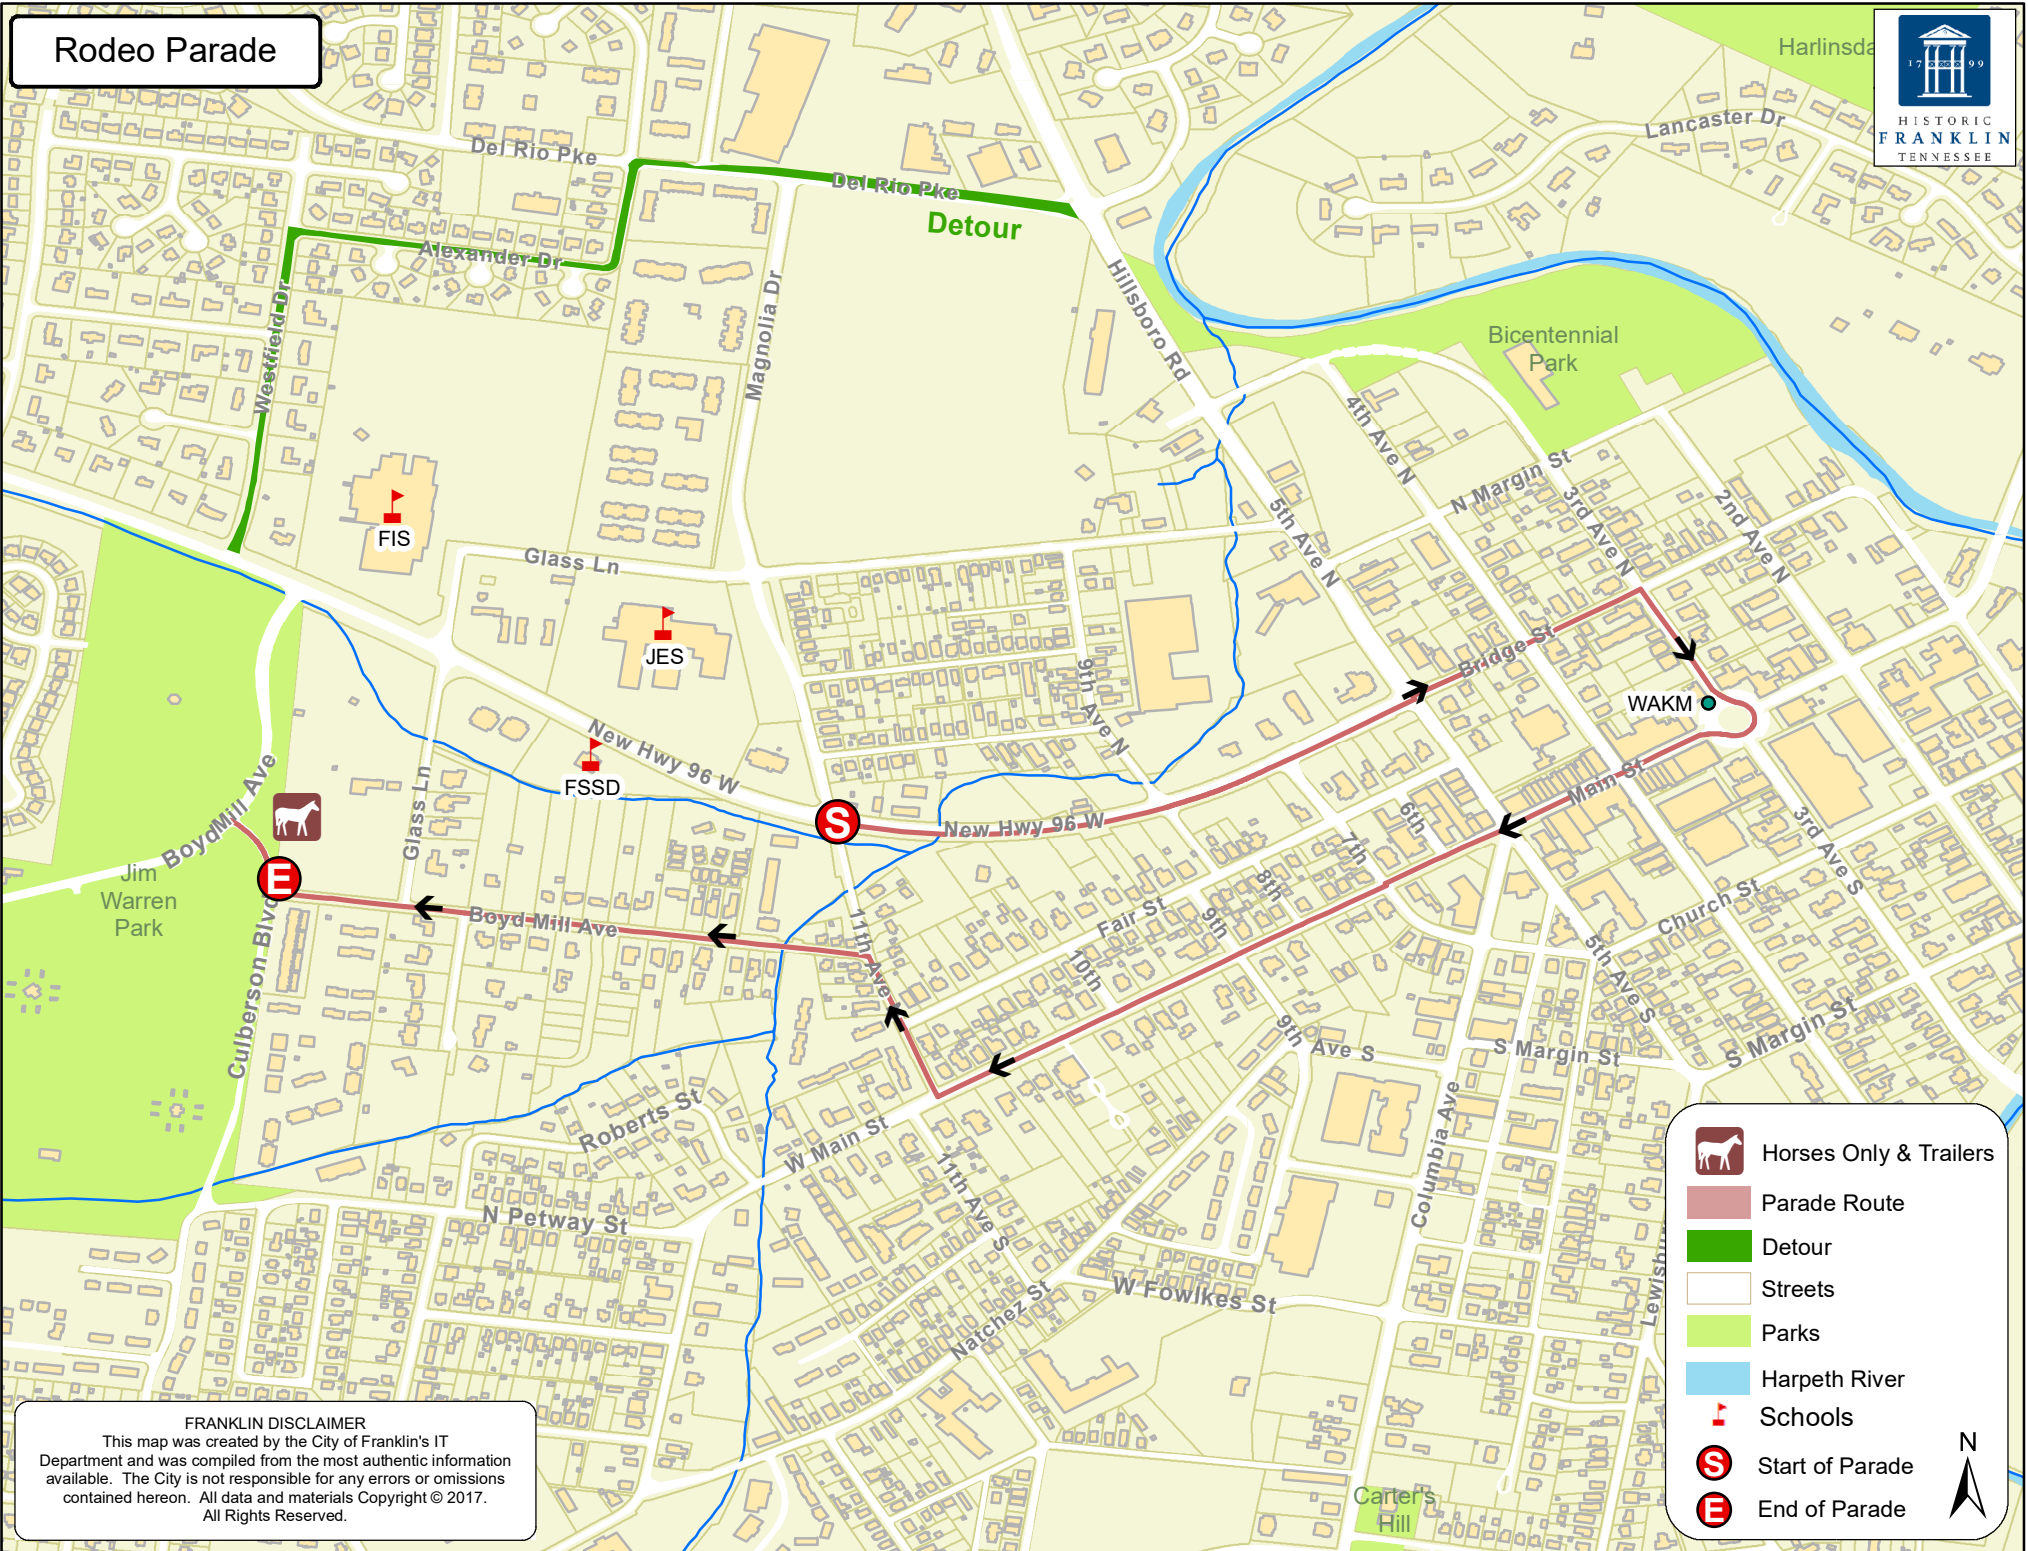 Rodeo Parade
HISTORIC
FRANKLIN
TENNESSEE
17 99
Harlinsda
Lancaster Dr
Del Rio Pke
Del Rio Pke
Detour
Alexander Dr
Westfield Dr
Magnolia Dr
Hillsboro Rd
Bicentennial
Park
4th Ave N
N Margin St
3rd Ave N
2nd Ave N
5th Ave N
FIS
Glass Ln
JES
9th Ave N
Bridge St
WAKM
New Hwy 96 W
FSSD
Main St
S
New Hwy 96 W
Boyd Mill Ave
Glass Ln
6th
7th
8th
9th
3rd Ave S
E
Jim
Warren
Park
Boyd Mill Ave
11th Ave
Fair St
10th
Church St
5th Ave S
Culberson Blvd
9th Ave S
S Margin St
S Margin St
Roberts St
W Main St
Columbia Ave
11th Ave S
N Petway St
Natchez St
W Fowlkes St
Lewisbur
Carter's
Hill
Horses Only & Trailers
Parade Route
Detour
Streets
Parks
Harpeth River
Schools
S Start of Parade
E End of Parade
N
FRANKLIN DISCLAIMER
This map was created by the City of Franklin's IT
Department and was compiled from the most authentic information
available. The City is not responsible for any errors or omissions
contained hereon. All data and materials Copyright © 2017.
All Rights Reserved.